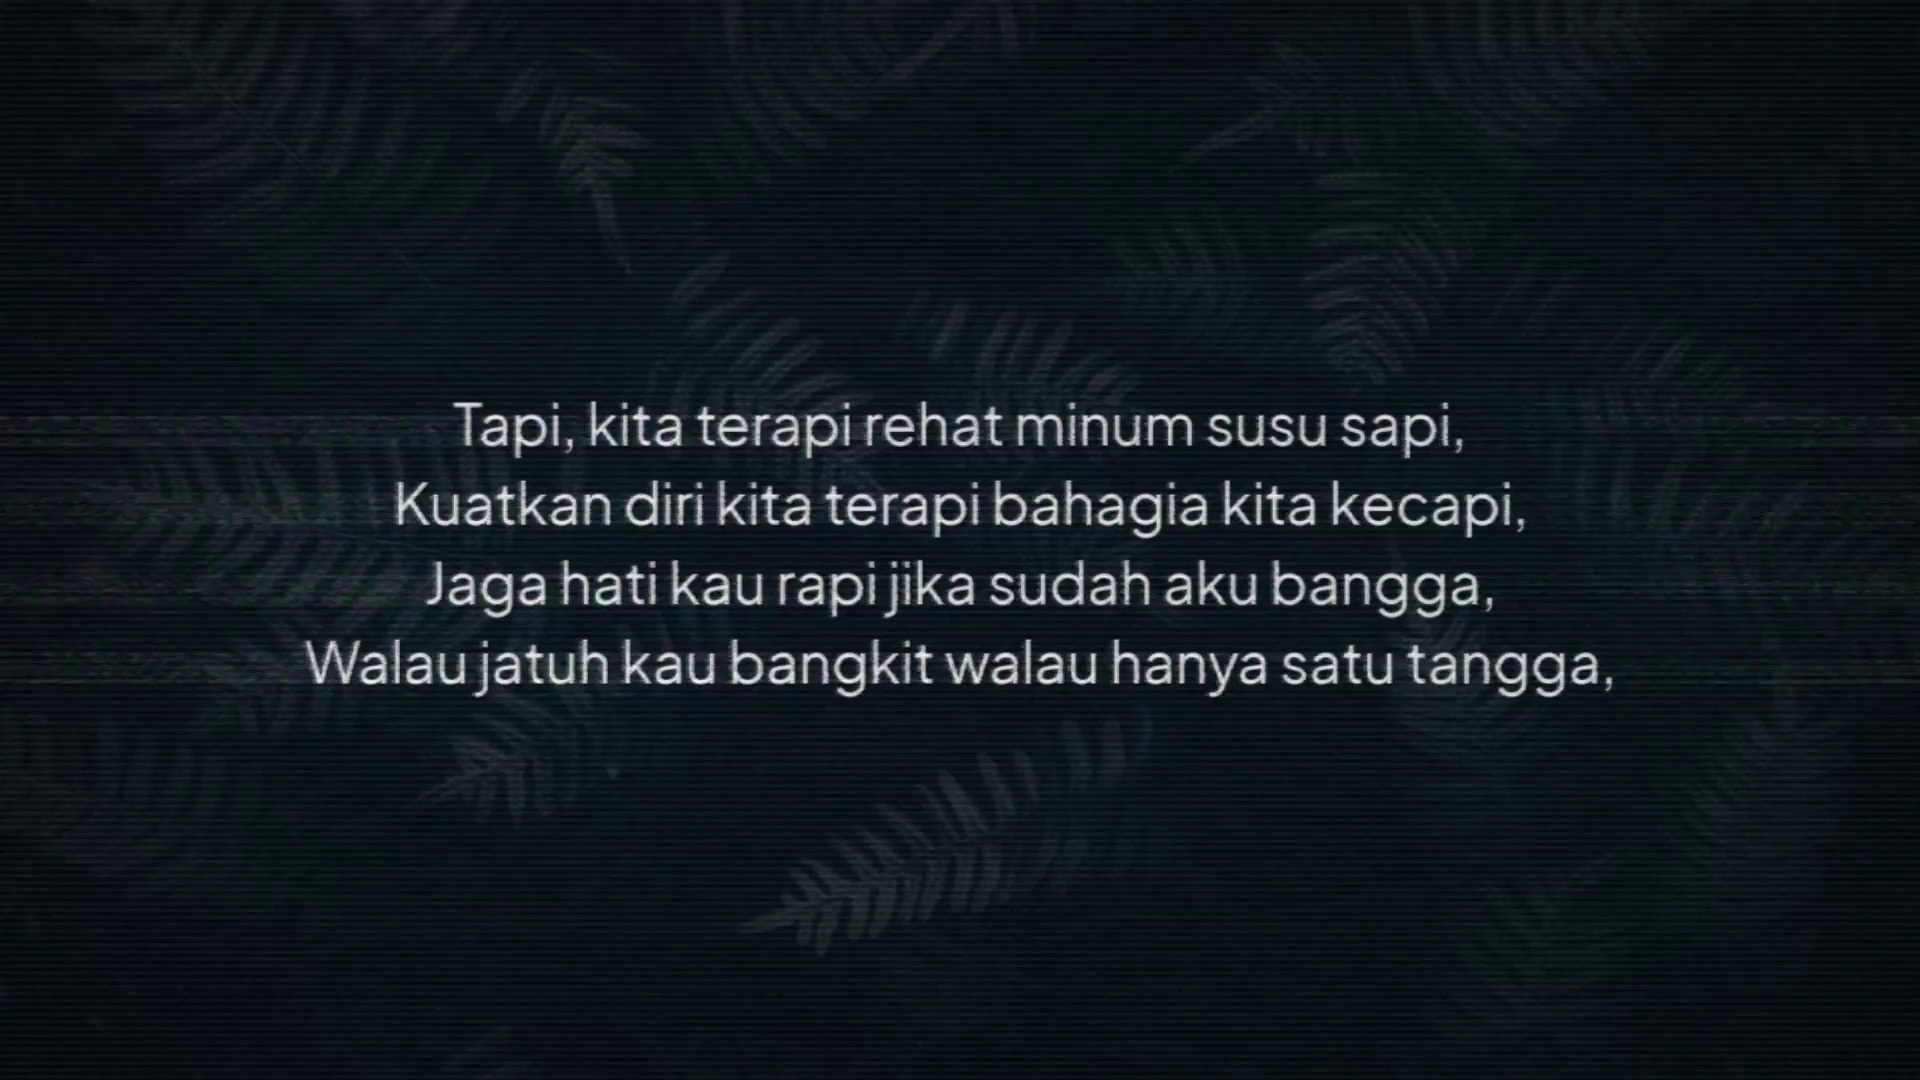 Tapi, kita terapi rehat minum susu sapi,
Kuatkan diri kita terapi bahagia kita kecapi,
Jaga hati kau rapi jika sudah aku bangga,
Walau jatuh kau bangkit walau hanya satu tangga,